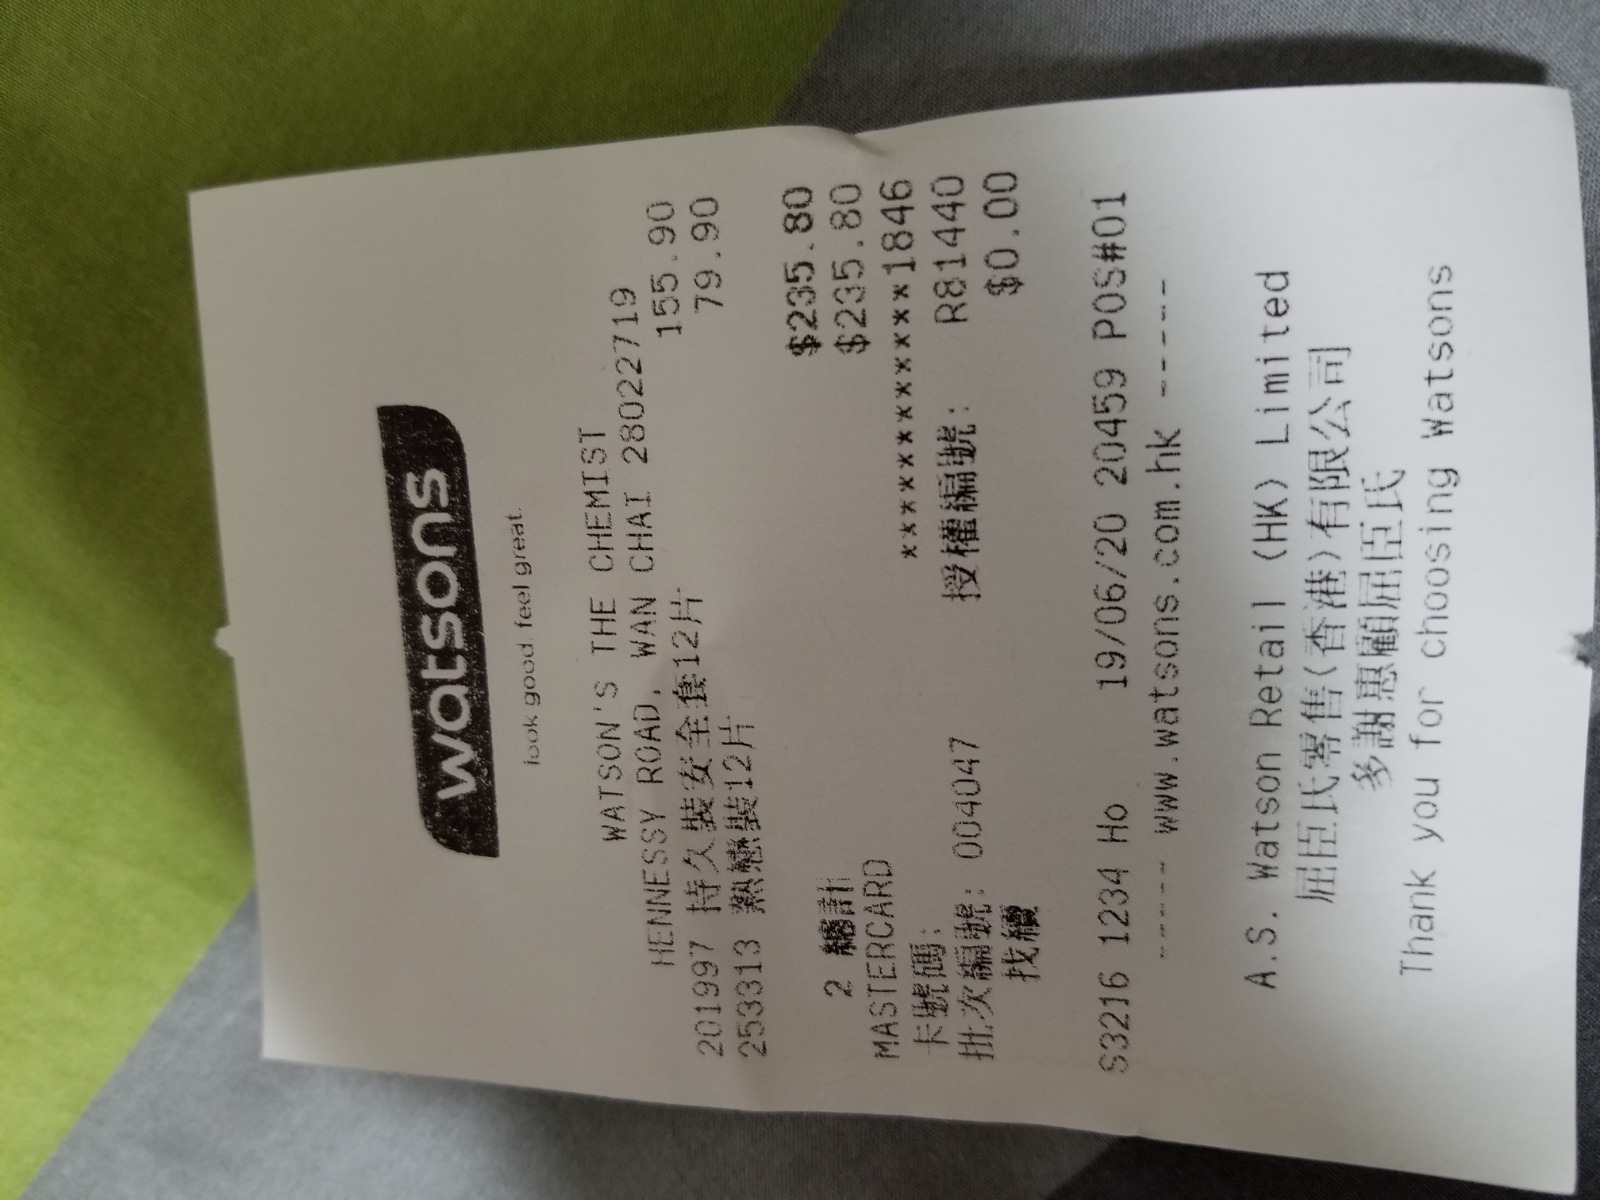 watsons
look good. feel great.
WATSON'S THE CHEMIST
HENNESSY ROAD, WAN CHAI 28022719
201997 持久裝安全套12片 155.90
253313 熱戀裝12片 79.90
2 總計 $235.80
MASTERCARD $235.80
卡號碼: ************1846
批次編號: 004047 授權編號: R81440
找續 $0.00
S3216 1234 Ho 19/06/20 20459 POS#01
----- www.watsons.com.hk -----
A.S. Watson Retail (HK) Limited
屈臣氏零售(香港)有限公司
多謝惠顧屈臣氏
Thank you for choosing Watsons